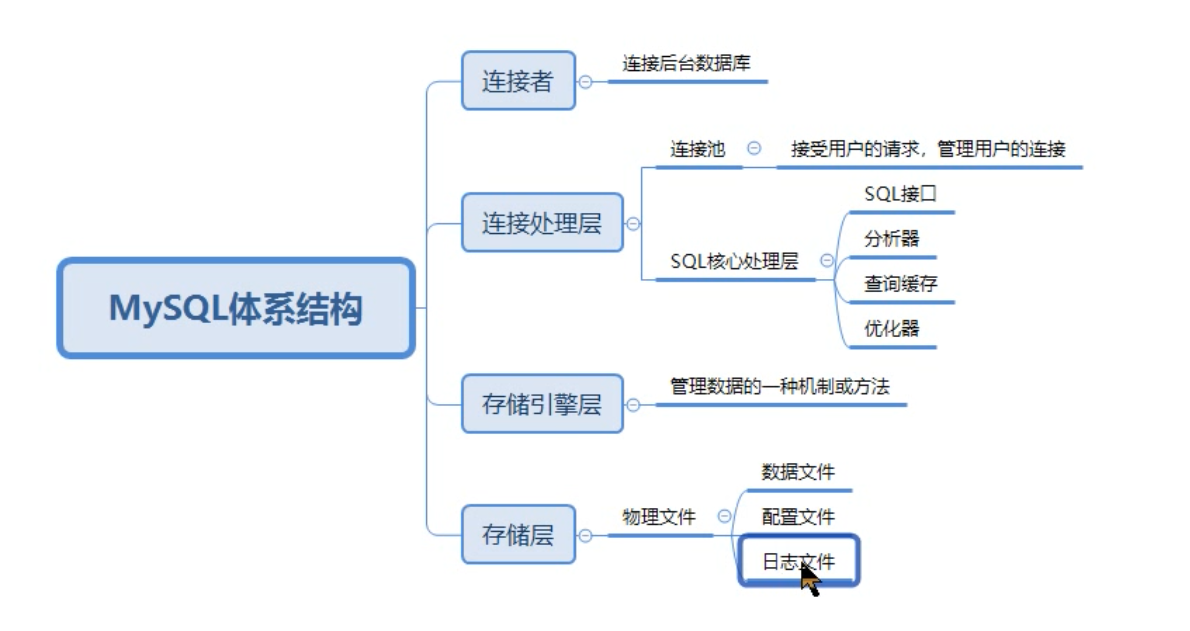 MySQL体系结构
连接者
连接后台数据库
连接处理层
连接池
接受用户的请求，管理用户的连接
SQL核心处理层
SQL接口
分析器
查询缓存
优化器
存储引擎层
管理数据的一种机制或方法
存储层
物理文件
数据文件
配置文件
日志文件